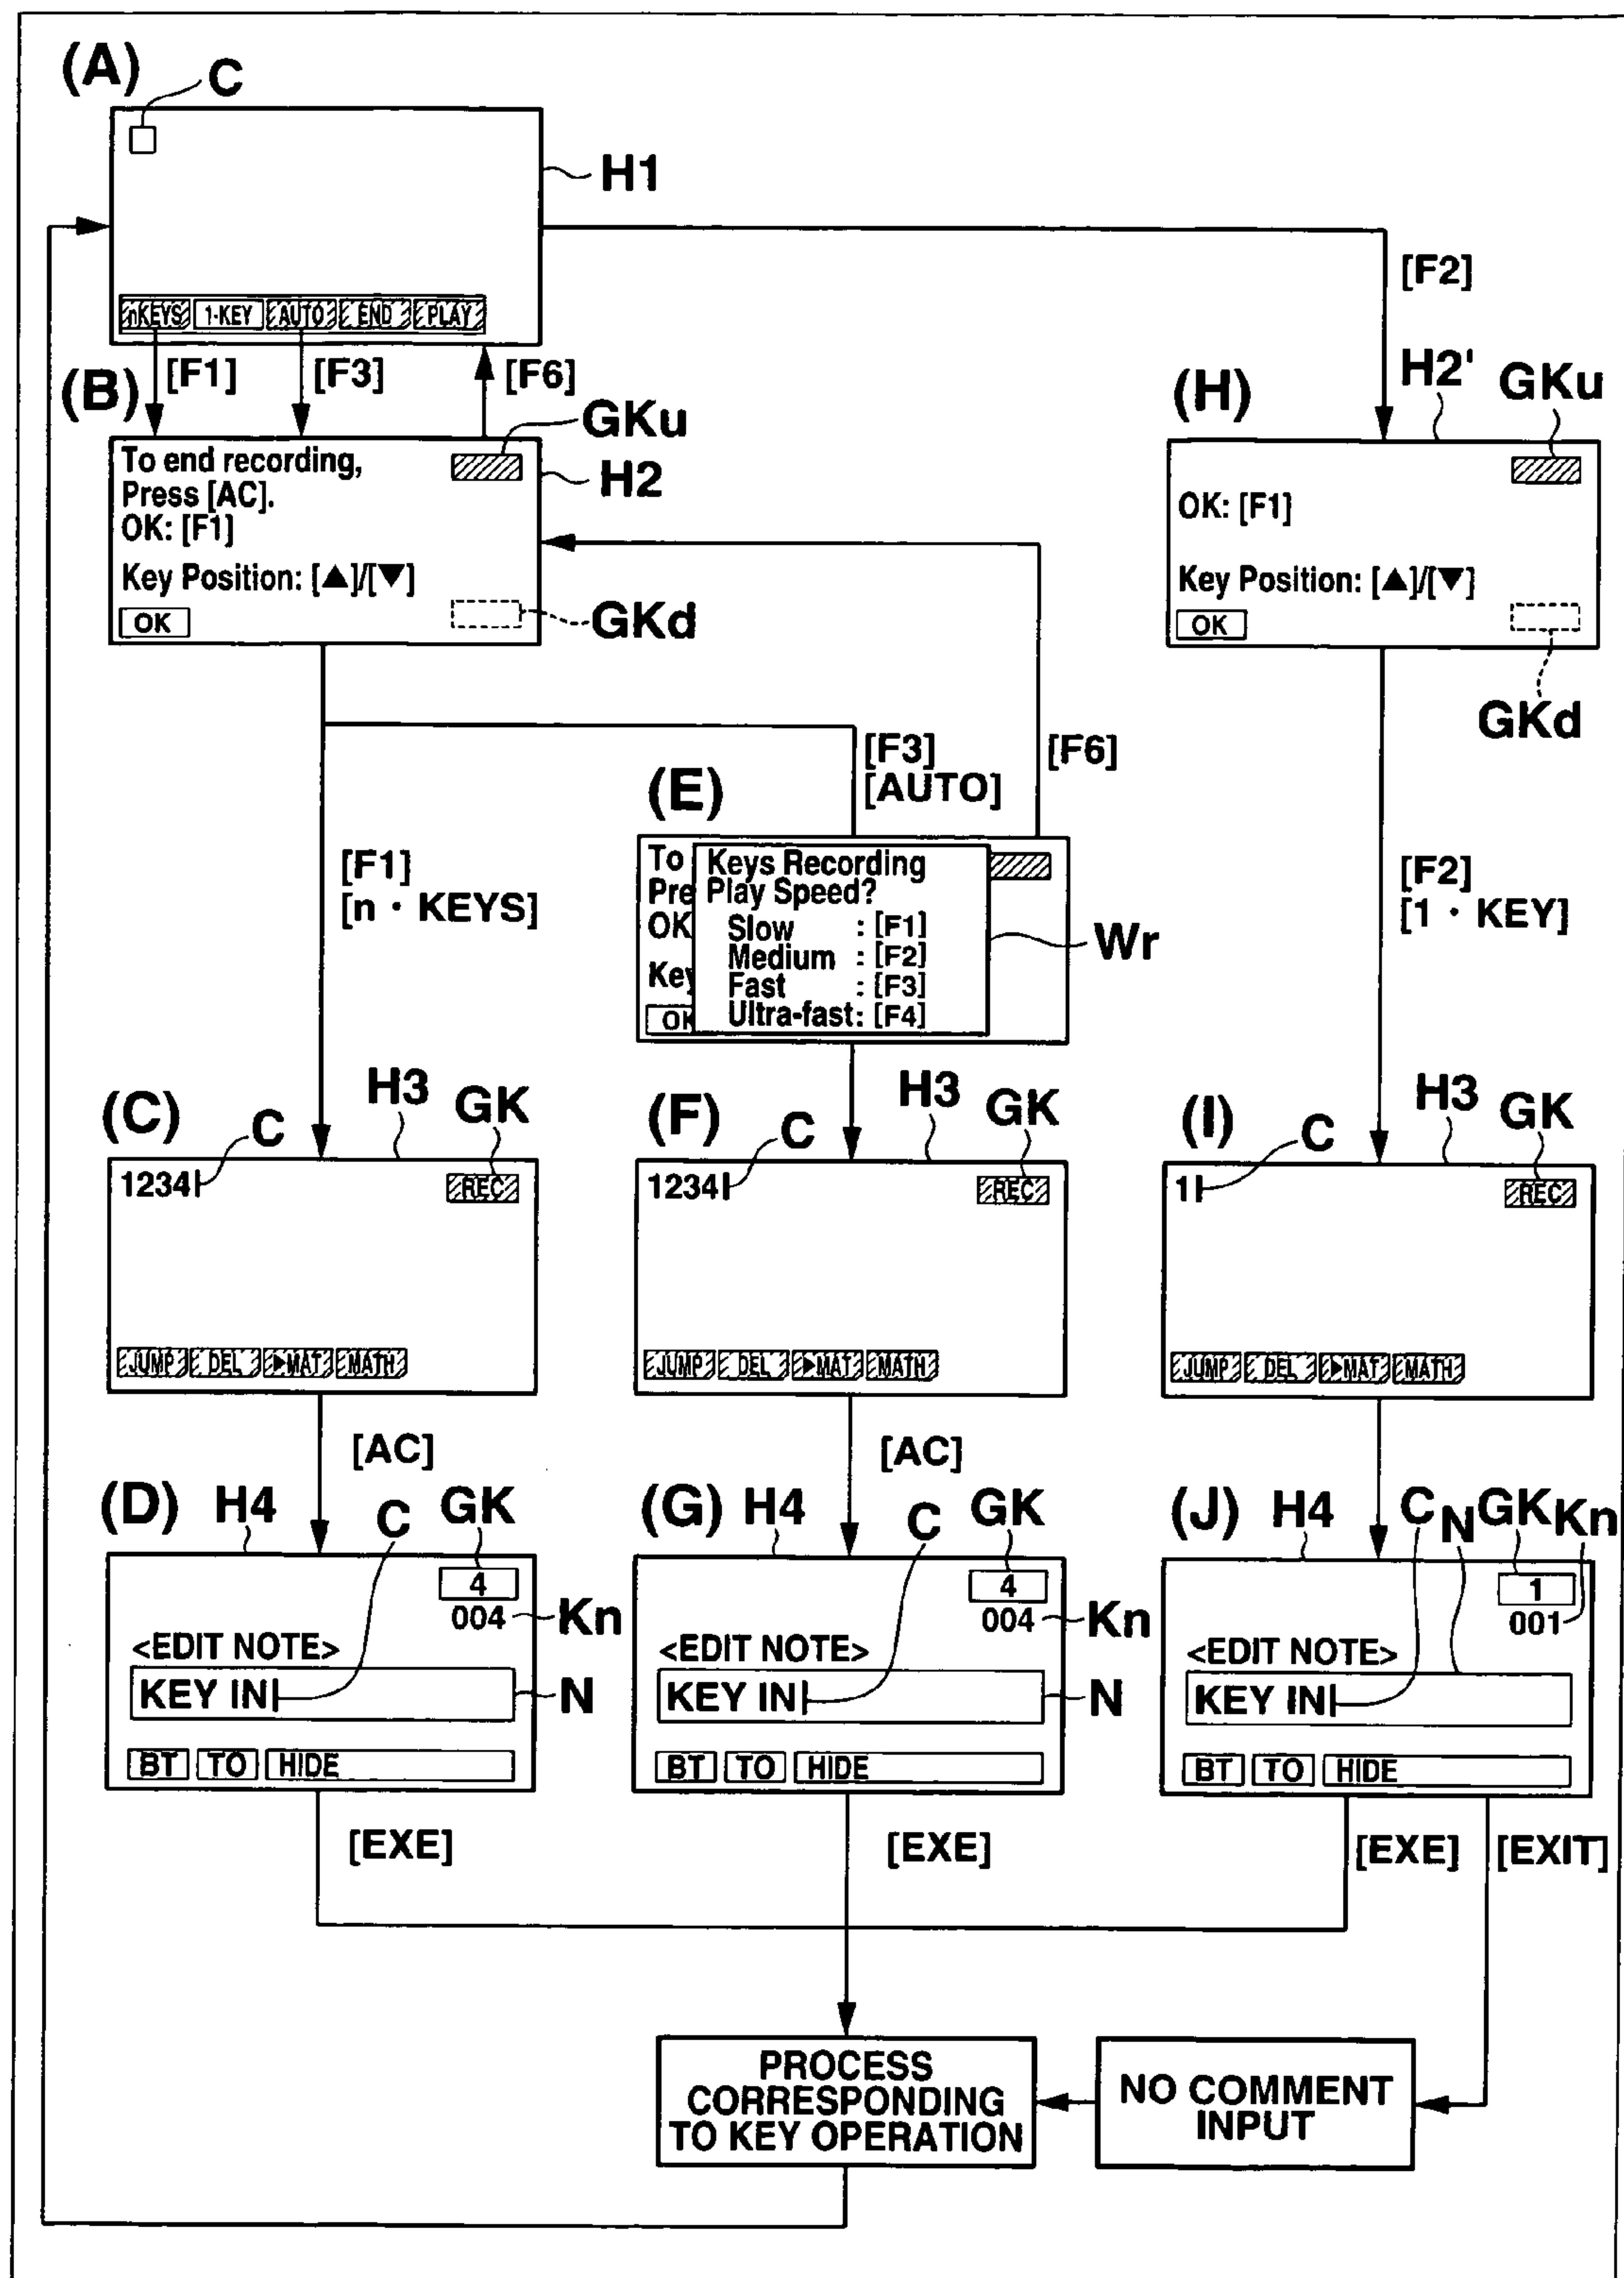 (A)
C
H1
nKEYS 1·KEY AUTO END PLAY
[F2]
[F1] [F3] [F6]
(B)
GKu
H2
To end recording,
Press [AC].
OK: [F1]
Key Position: [▲]/[▼]
OK
GKd
(H)
H2'
GKu
OK: [F1]
Key Position: [▲]/[▼]
OK
GKd
[F3]
[AUTO]
[F6]
(E)
[F1]
[n · KEYS]
To
Pre
OK
Key
OK
Keys Recording
Play Speed?
Slow : [F1]
Medium : [F2]
Fast : [F3]
Ultra-fast: [F4]
Wr
[F2]
[1 · KEY]
(C)
C
H3
GK
1234
REC
JUMP DEL ▶MAT MATH
[AC]
(F)
C
H3
GK
1234
REC
JUMP DEL ▶MAT MATH
[AC]
(I)
C
H3
GK
1
REC
JUMP DEL ▶MAT MATH
(D)
H4
C
GK
4
004
Kn
<EDIT NOTE>
KEY IN
N
BT TO HIDE
[EXE]
(G)
H4
C
GK
4
004
Kn
<EDIT NOTE>
KEY IN
N
BT TO HIDE
[EXE]
(J)
H4
C
N
GK
Kn
1
001
<EDIT NOTE>
KEY IN
BT TO HIDE
[EXE] [EXIT]
PROCESS
CORRESPONDING
TO KEY OPERATION
NO COMMENT
INPUT